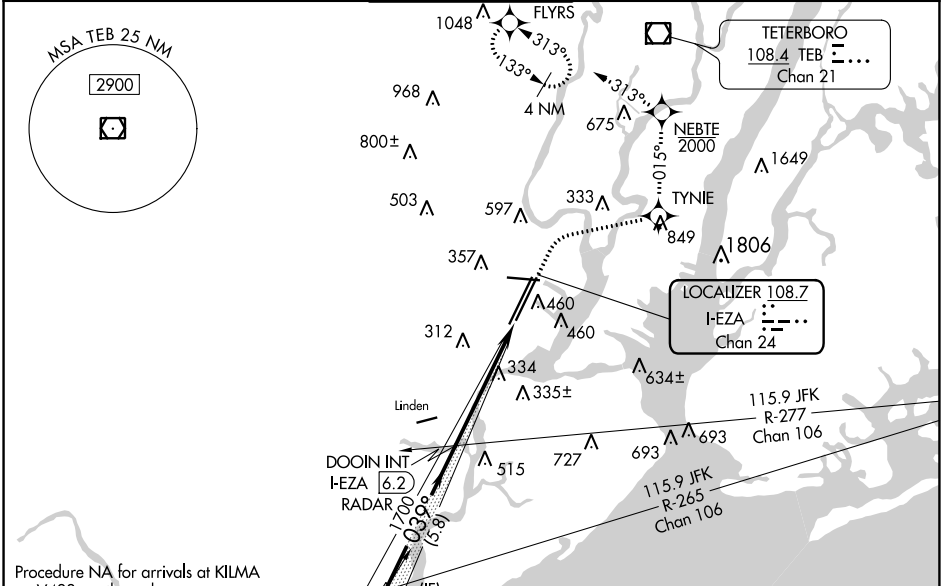 1048
FLYRS
313°
133°
4 NM
MSA TEB 25 NM
2900
TETERBORO
108.4 TEB
Chan 21
968
313°
675
NEBTE
2000
800±
015°
1649
503
597
333
TYNIE
849
357
1806
LOCALIZER 108.7
I-EZA
Chan 24
460
460
312
334
335±
634±
Linden
115.9 JFK
R-277
Chan 106
DOOIN INT
I-EZA 6.2
RADAR
515
727
693
693
115.9 JFK
R-265
Chan 106
1700
039°
(5.8)
Procedure NA for arrivals at KILMA
(IF)